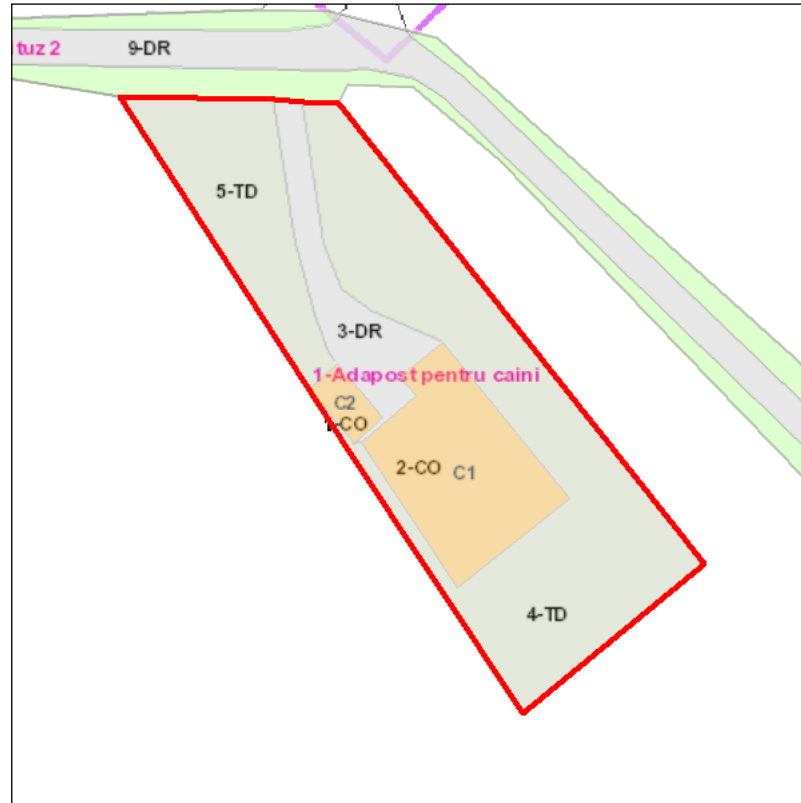 tuz 2
9-DR
5-TD
3-DR
1-Adapost pentru caini
C2
1-CO
2-CO
C1
4-TD